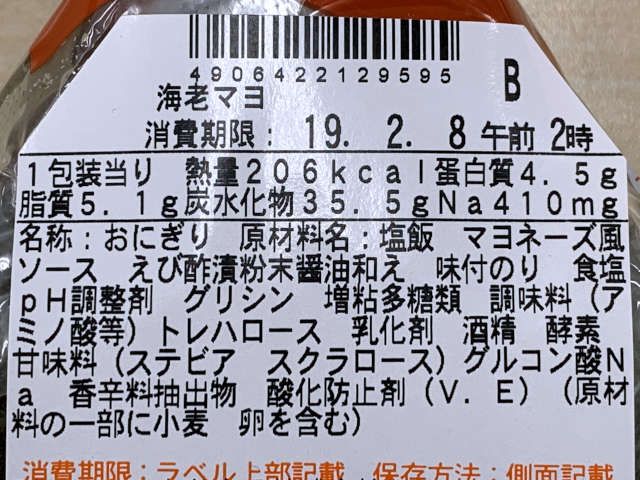 4906422129595
海老マヨ B
消費期限: 19. 2. 8 午前 2時
1包装当り 熱量206kcal蛋白質4.5g
脂質5.1g炭水化物35.5gNa410mg
名称:おにぎり 原材料名:塩飯 マヨネーズ風
ソース えび酢漬粉末醤油和え 味付のり 食塩
pH調整剤 グリシン 増粘多糖類 調味料(ア
ミノ酸等)トレハロース 乳化剤 酒精 酵素
甘味料(ステビア スクラロース)グルコン酸N
a 香辛料抽出物 酸化防止剤(V.E)(原材
料の一部に小麦 卵を含む)
消費期限:ラベル上部記載 保存方法:側面記載